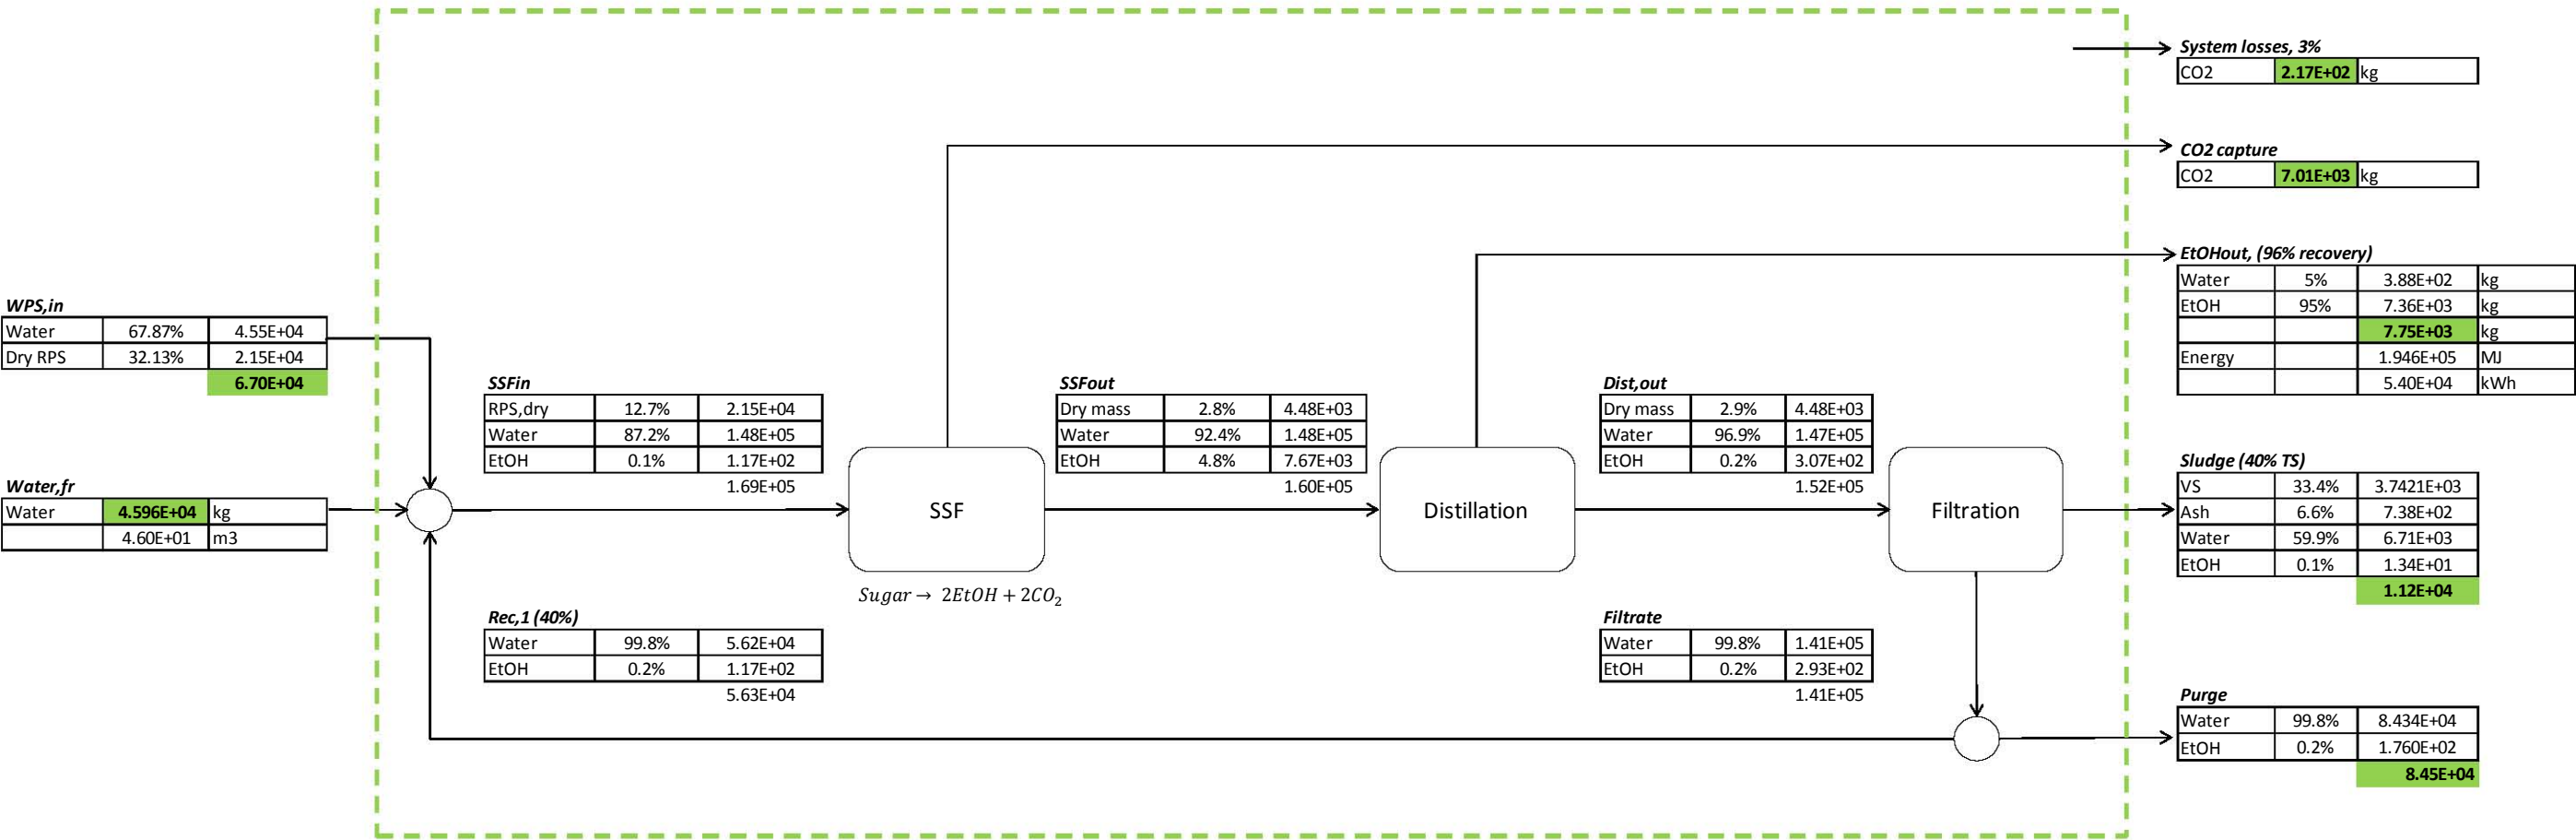 System losses, 3%
CO2 2.17E+02 kg
CO2 capture
CO2 7.01E+03 kg
EtOHout, (96% recovery)
Water 5% 3.88E+02 kg
EtOH 95% 7.36E+03 kg
7.75E+03 kg
Energy 1.946E+05 MJ
5.40E+04 kWh
WPS,in
Water 67.87% 4.55E+04
Dry RPS 32.13% 2.15E+04
6.70E+04
Water,fr
Water 4.596E+04 kg
4.60E+01 m3
SSFin
RPS,dry 12.7% 2.15E+04
Water 87.2% 1.48E+05
EtOH 0.1% 1.17E+02
1.69E+05
SSF
Sugar → 2EtOH + 2CO₂
SSFout
Dry mass 2.8% 4.48E+03
Water 92.4% 1.48E+05
EtOH 4.8% 7.67E+03
1.60E+05
Distillation
Dist,out
Dry mass 2.9% 4.48E+03
Water 96.9% 1.47E+05
EtOH 0.2% 3.07E+02
1.52E+05
Filtration
Sludge (40% TS)
VS 33.4% 3.7421E+03
Ash 6.6% 7.38E+02
Water 59.9% 6.71E+03
EtOH 0.1% 1.34E+01
1.12E+04
Rec,1 (40%)
Water 99.8% 5.62E+04
EtOH 0.2% 1.17E+02
5.63E+04
Filtrate
Water 99.8% 1.41E+05
EtOH 0.2% 2.93E+02
1.41E+05
Purge
Water 99.8% 8.434E+04
EtOH 0.2% 1.760E+02
8.45E+04